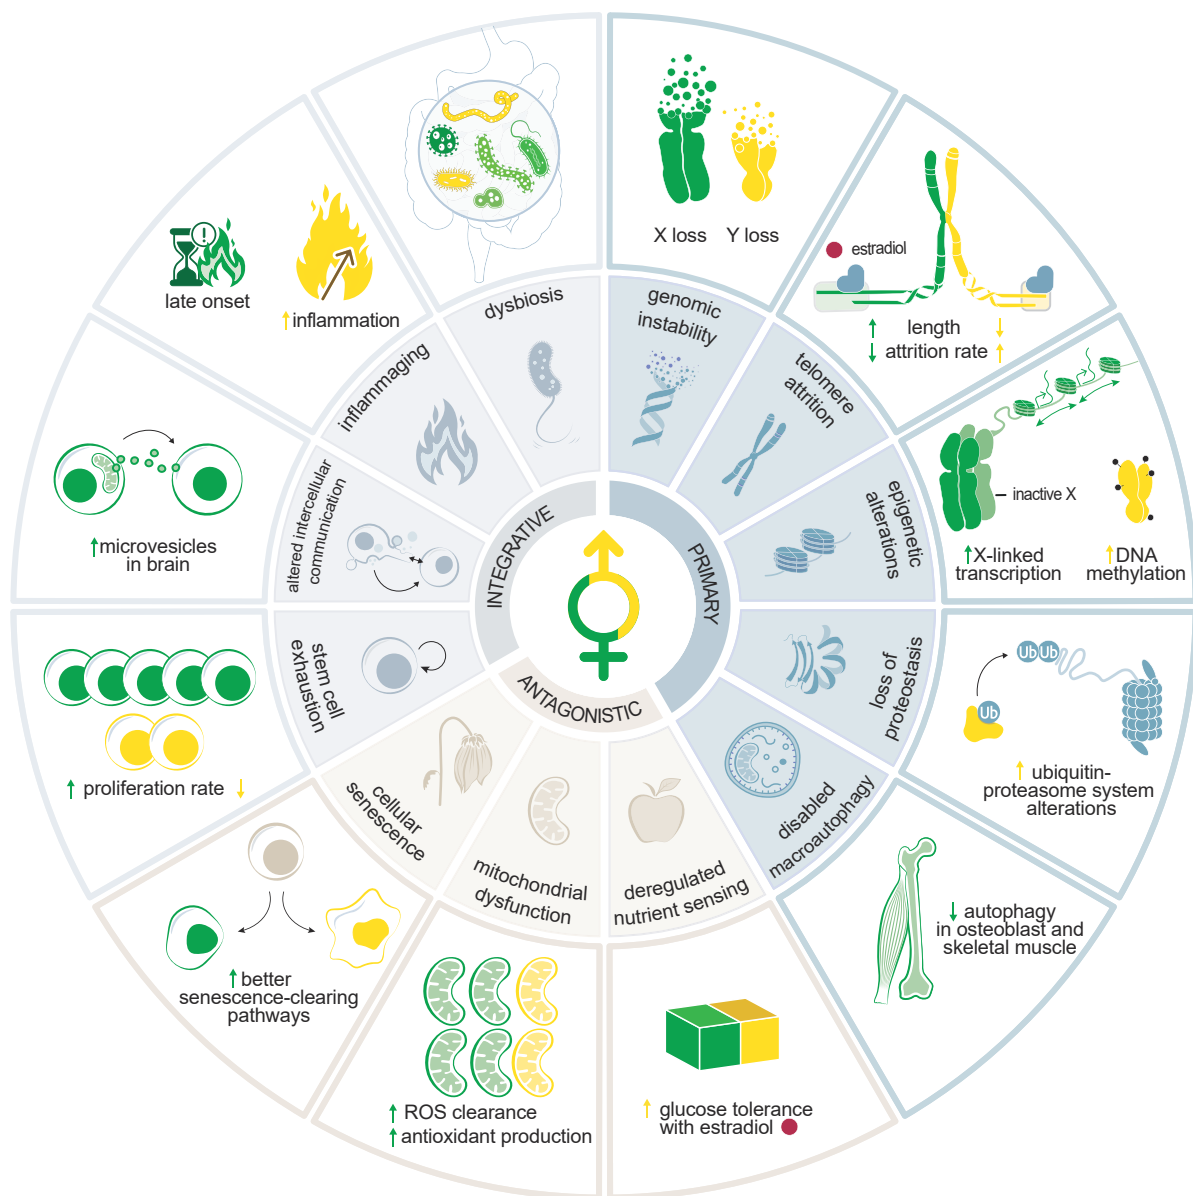 X loss
Y loss
estradiol
length
attrition rate
inactive X
X-linked
transcription
DNA
methylation
Ub
Ub
Ub
ubiquitin-
proteasome system
alterations
autophagy
in osteoblast and
skeletal muscle
glucose tolerance
with estradiol
ROS clearance
antioxidant production
better
senescence-clearing
pathways
proliferation rate
microvesicles
in brain
late onset
inflammation
dysbiosis
genomic
instability
telomere
attrition
epigenetic
alterations
loss of
proteostasis
disabled
macroautophagy
deregulated
nutrient sensing
mitochondrial
dysfunction
cellular
senescence
stem cell
exhaustion
altered intercellular
communication
inflammaging
INTEGRATIVE
PRIMARY
ANTAGONISTIC